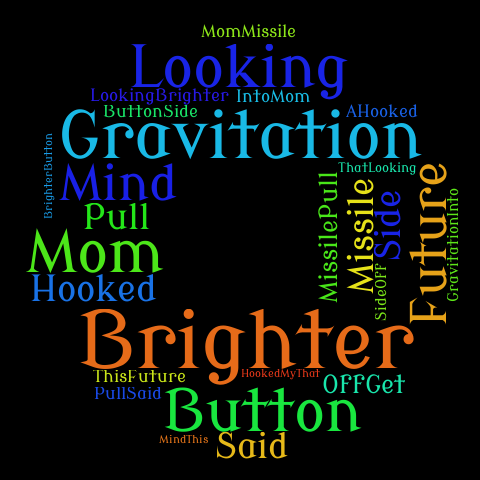 MomMissile
Looking
LookingBrighter
IntoMom
ButtonSide
AHooked
Gravitation
BrighterButton
Mind
ThatLooking
Pull
MissilePull
Missile
Side
Future
GravitationInto
Mom
SideOFF
Hooked
Brighter
ThisFuture
HookedMyThat
OFFGet
PullSaid
Button
MindThis
Said